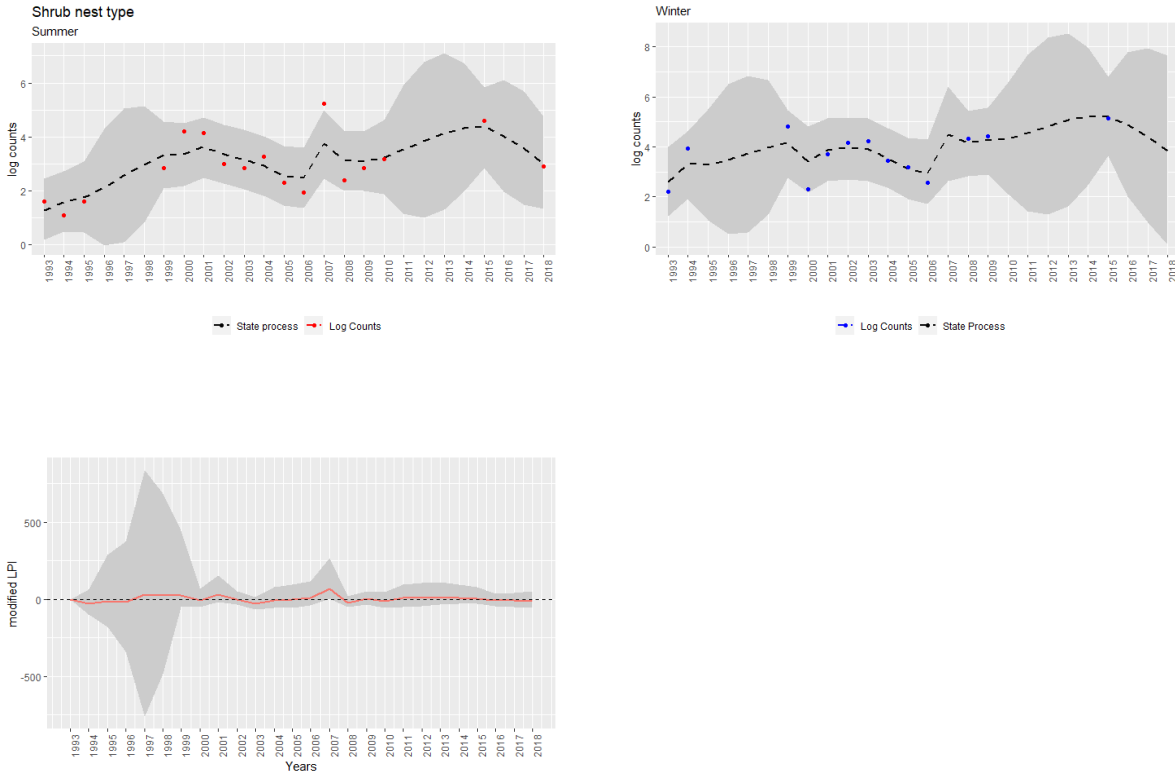 Shrub nest type
Summer
log counts
6
4
2
0
1993 1994 1995 1996 1997 1998 1999 2000 2001 2002 2003 2004 2005 2006 2007 2008 2009 2010 2011 2012 2013 2014 2015 2016 2017 2018
State process Log Counts
Winter
log counts
8
6
4
2
0
1993 1994 1995 1996 1997 1998 1999 2000 2001 2002 2003 2004 2005 2006 2007 2008 2009 2010 2011 2012 2013 2014 2015 2016 2017 2018
Log Counts State Process
modified LPI
500
0
-500
1993 1994 1995 1996 1997 1998 1999 2000 2001 2002 2003 2004 2005 2006 2007 2008 2009 2010 2011 2012 2013 2014 2015 2016 2017 2018
Years